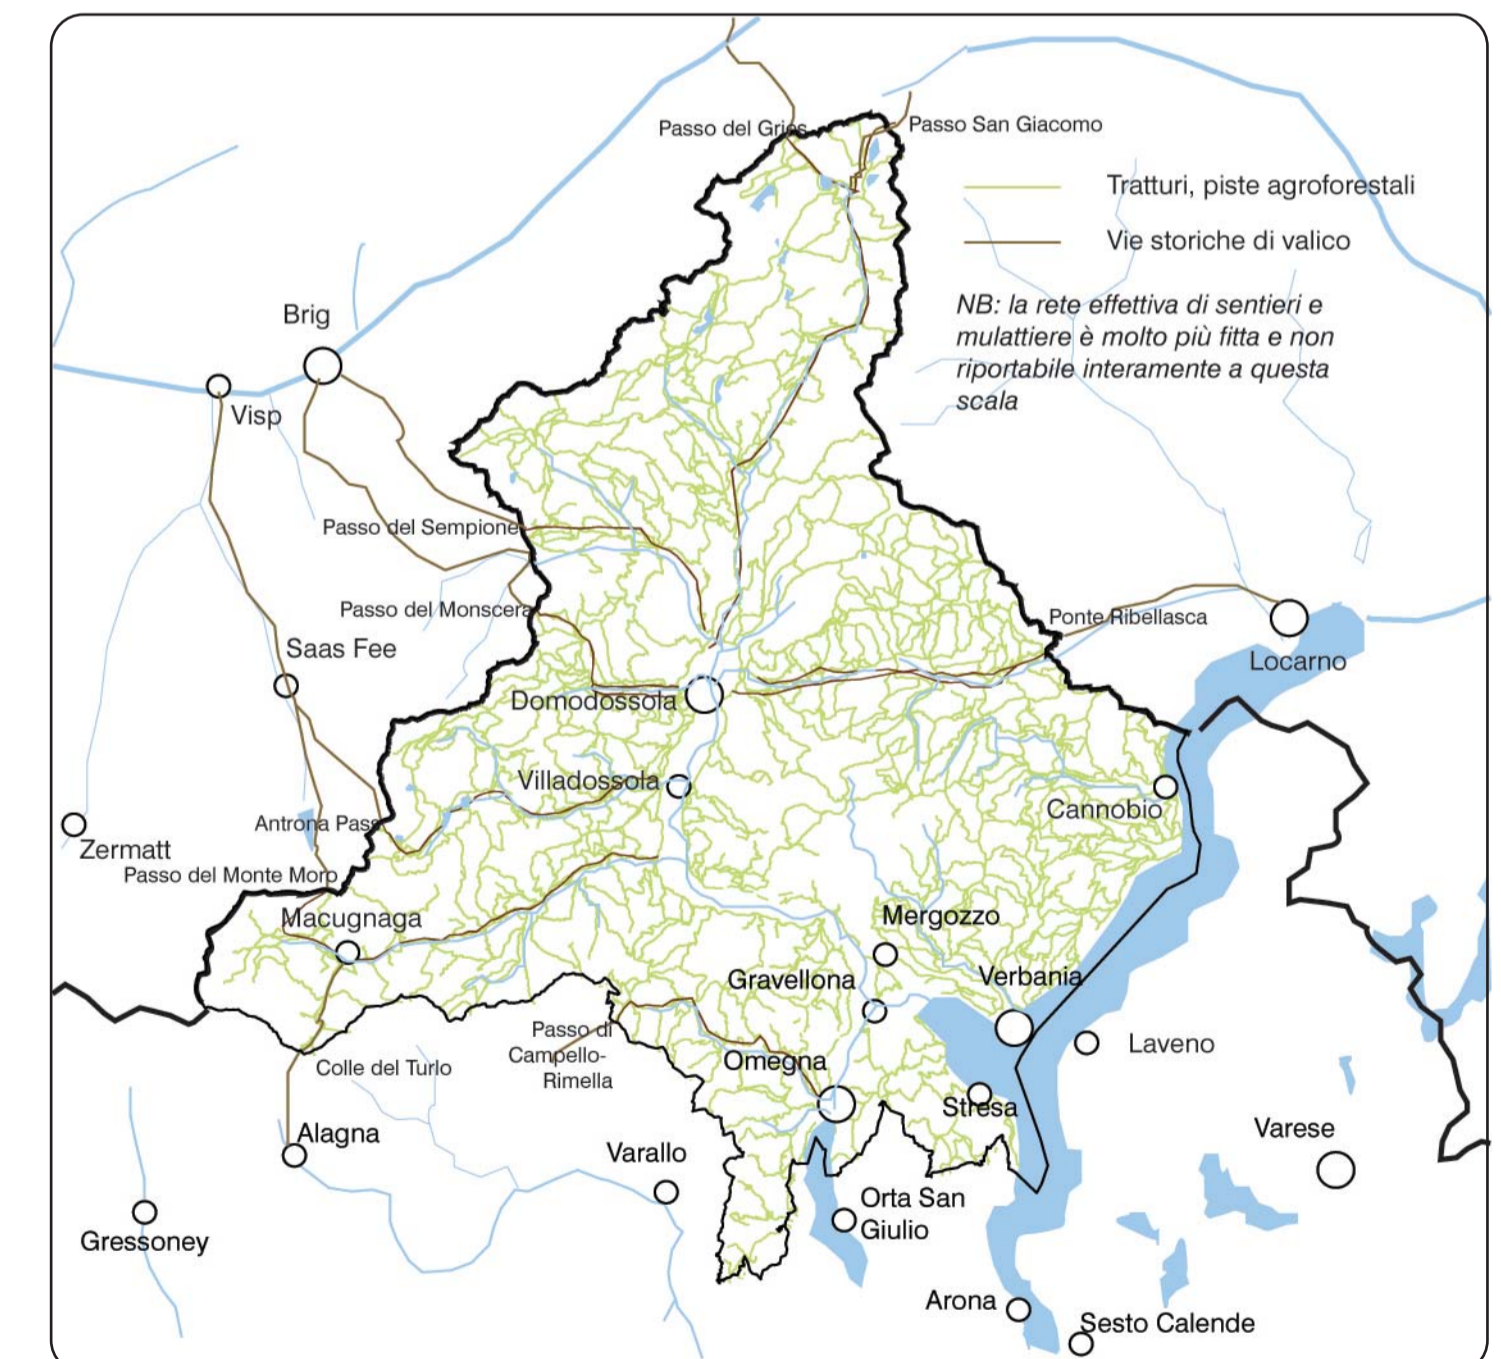 Passo del Gries
Passo San Giacomo
Tratturi, piste agroforestali
Vie storiche di valico
NB: la rete effettiva di sentieri e
mulattiere è molto più fitta e non
riportabile interamente a questa
scala
Brig
Visp
Passo del Sempione
Passo del Monscera
Ponte Ribellasca
Saas Fee
Locarno
Domodossola
Villadossola
Cannobio
Antrona Pass
Zermatt
Passo del Monte Moro
Macugnaga
Mergozzo
Gravellona
Verbania
Passo di
Campello-
Rimella
Laveno
Omegna
Colle del Turlo
Stresa
Alagna
Varese
Varallo
Orta San
Giulio
Gressoney
Arona
Sesto Calende